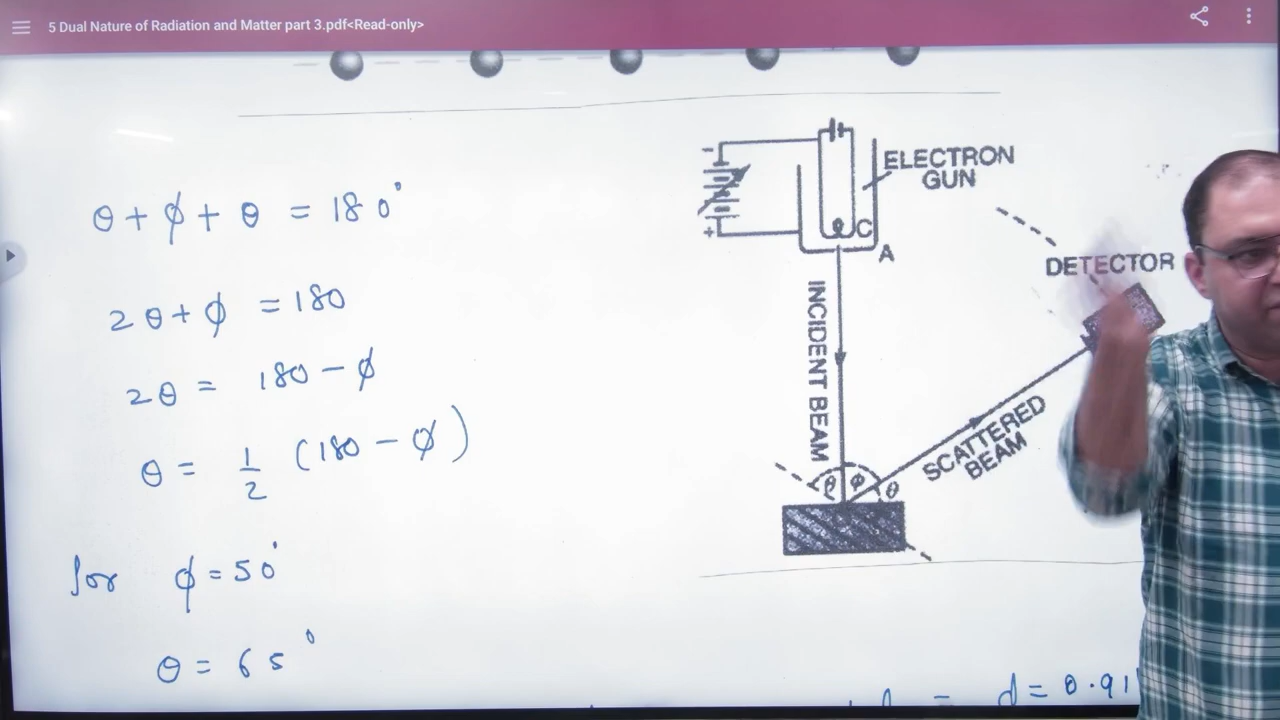 5 Dual Nature of Radiation and Matter part 3.pdf<Read-only>
θ + ϕ + θ = 180°
2θ + ϕ = 180
2θ = 180 - ϕ
θ = 1/2 (180 - ϕ)
for ϕ = 50°
θ = 65°
- +
ELECTRON
GUN
C
A
DETECTOR
INCIDENT BEAM
SCATTERED
BEAM
θ ϕ θ
d = 0.91